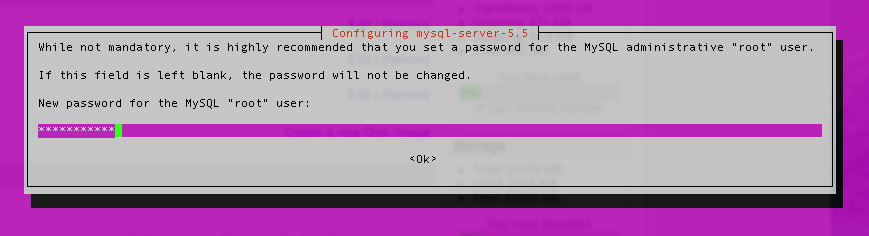 Configuring mysql-server-5.5
While not mandatory, it is highly recommended that you set a password for the MySQL administrative "root" user.
If this field is left blank, the password will not be changed.
New password for the MySQL "root" user:
***********
<Ok>